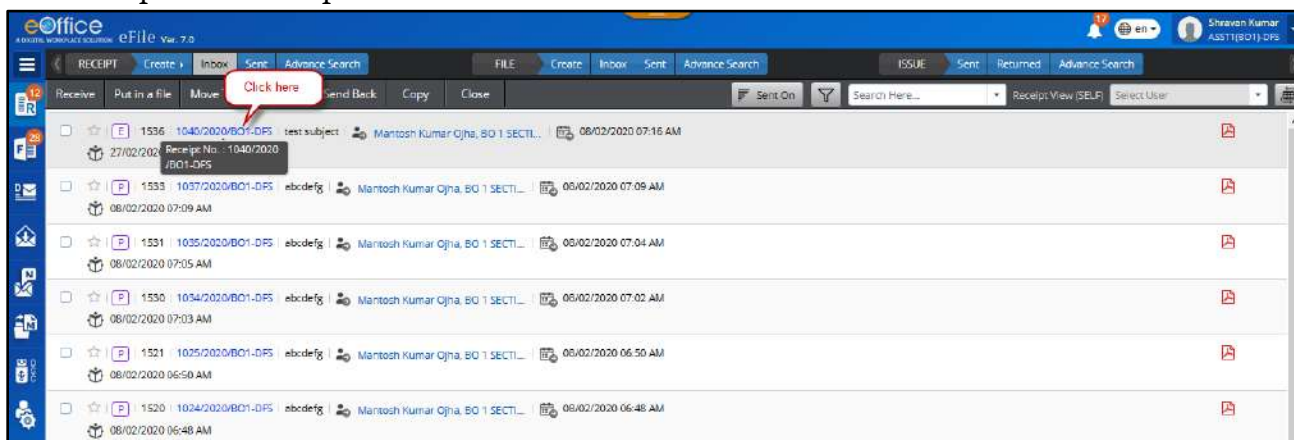 eOffice
A DIGITAL WORKPLACE SOLUTION eFile Ver. 7.0
17
en
Shravan Kumar
ASSTT(BO1)-DFS
RECEIPT Create Inbox Sent Advance Search FILE Create Inbox Sent Advance Search ISSUE Sent Returned Advance Search
12
R
28
F
D
N
M
Receive Put in a file Move Click here Send Back Copy Close Sent On Search Here... Receipt View (SELF) Select User
E 1536 1040/2020/BO1-DFS test subject Mantosh Kumar Ojha, BO 1 SECTI... 08/02/2020 07:16 AM
27/02/202
Receipt No. : 1040/2020
/BO1-DFS
P 1533 1037/2020/BO1-DFS abcdefg Mantosh Kumar Ojha, BO 1 SECTI... 08/02/2020 07:09 AM
08/02/2020 07:09 AM
P 1531 1035/2020/BO1-DFS abcdefg Mantosh Kumar Ojha, BO 1 SECTI... 08/02/2020 07:04 AM
08/02/2020 07:05 AM
P 1530 1034/2020/BO1-DFS abcdefg Mantosh Kumar Ojha, BO 1 SECTI... 08/02/2020 07:02 AM
08/02/2020 07:03 AM
P 1521 1025/2020/BO1-DFS abcdefg Mantosh Kumar Ojha, BO 1 SECTI... 08/02/2020 06:50 AM
08/02/2020 06:50 AM
P 1520 1024/2020/BO1-DFS abcdefg Mantosh Kumar Ojha, BO 1 SECTI... 08/02/2020 06:48 AM
08/02/2020 06:48 AM